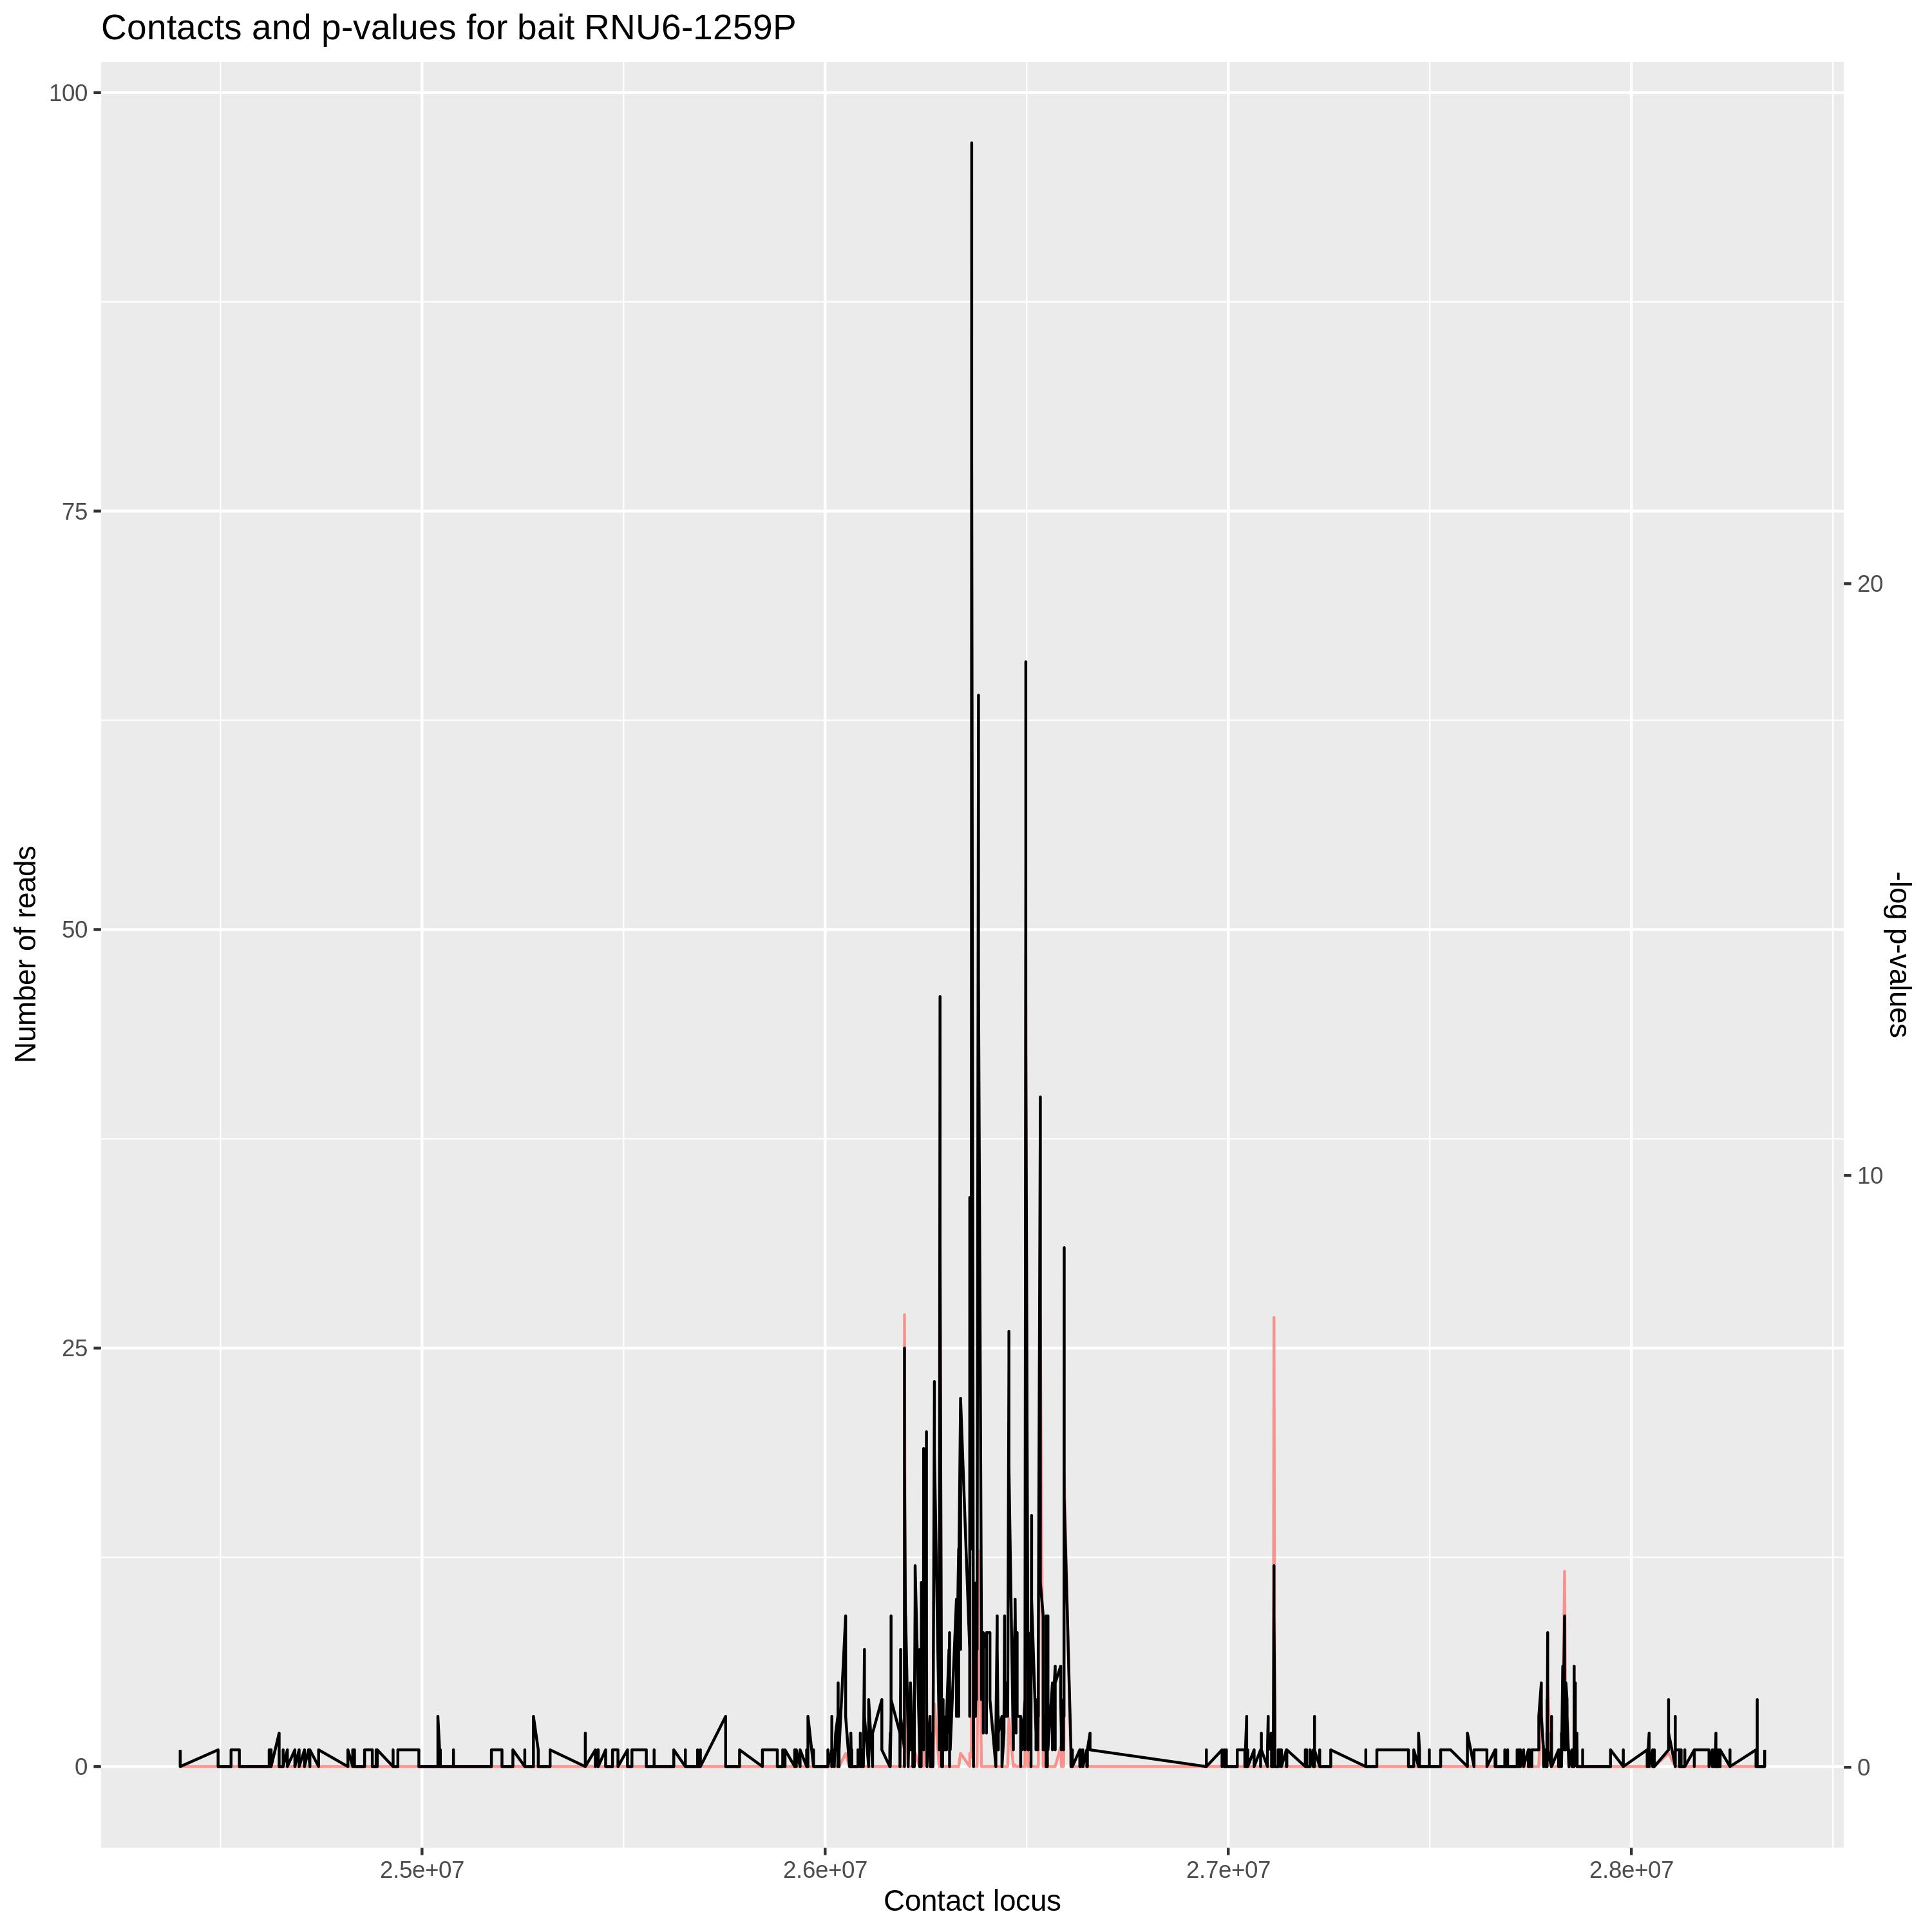 Contacts and p-values for bait RNU6-1259P
100
75
50
25
0
Number of reads
20
10
0
-log p-values
2.5e+07
2.6e+07
2.7e+07
2.8e+07
Contact locus